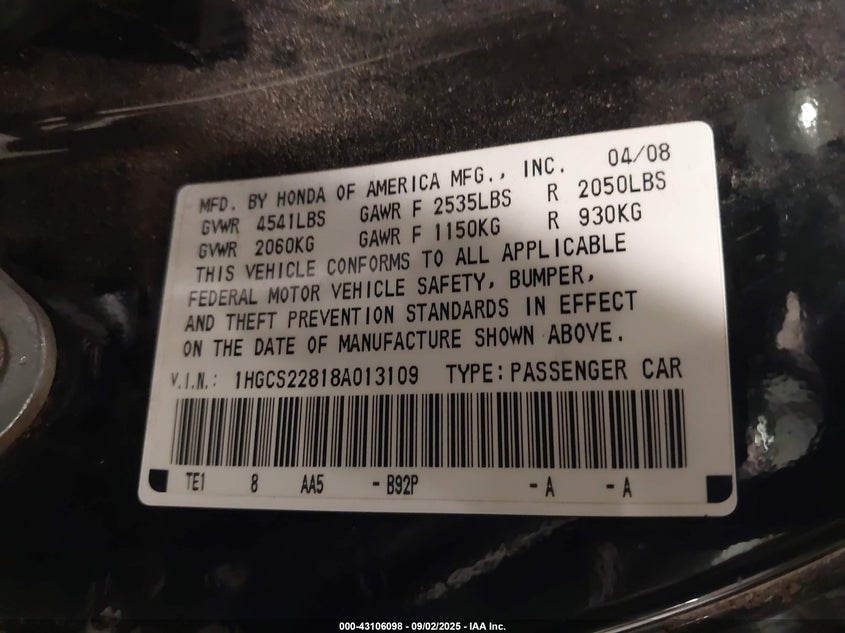 MFD. BY HONDA OF AMERICA MFG., INC. 04/08
GVWR 4541LBS GAWR F 2535LBS R 2050LBS
GVWR 2060KG GAWR F 1150KG R 930KG
THIS VEHICLE CONFORMS TO ALL APPLICABLE
FEDERAL MOTOR VEHICLE SAFETY, BUMPER,
AND THEFT PREVENTION STANDARDS IN EFFECT
ON THE DATE OF MANUFACTURE SHOWN ABOVE.
V.I.N.: 1HGCS22818A013109 TYPE:PASSENGER CAR
TE1 8 AA5 - B92P - A - A
000-43106098 - 09/02/2025 - IAA Inc.